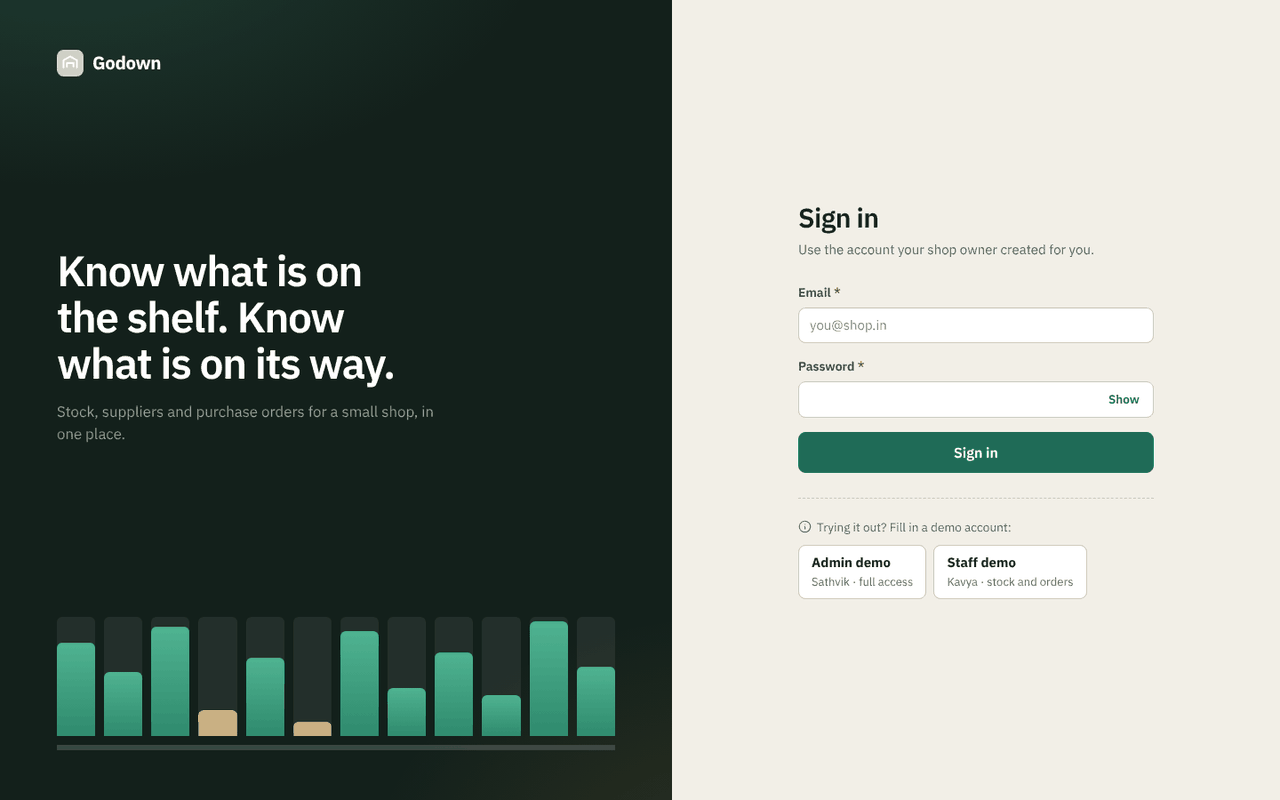 Godown
Know what is on
the shelf. Know
what is on its way.
Stock, suppliers and purchase orders for a small shop, in
one place.
Sign in
Use the account your shop owner created for you.
Email *
you@shop.in
Password *
Show
Sign in
Trying it out? Fill in a demo account:
Admin demo
Sathvik · full access
Staff demo
Kavya · stock and orders